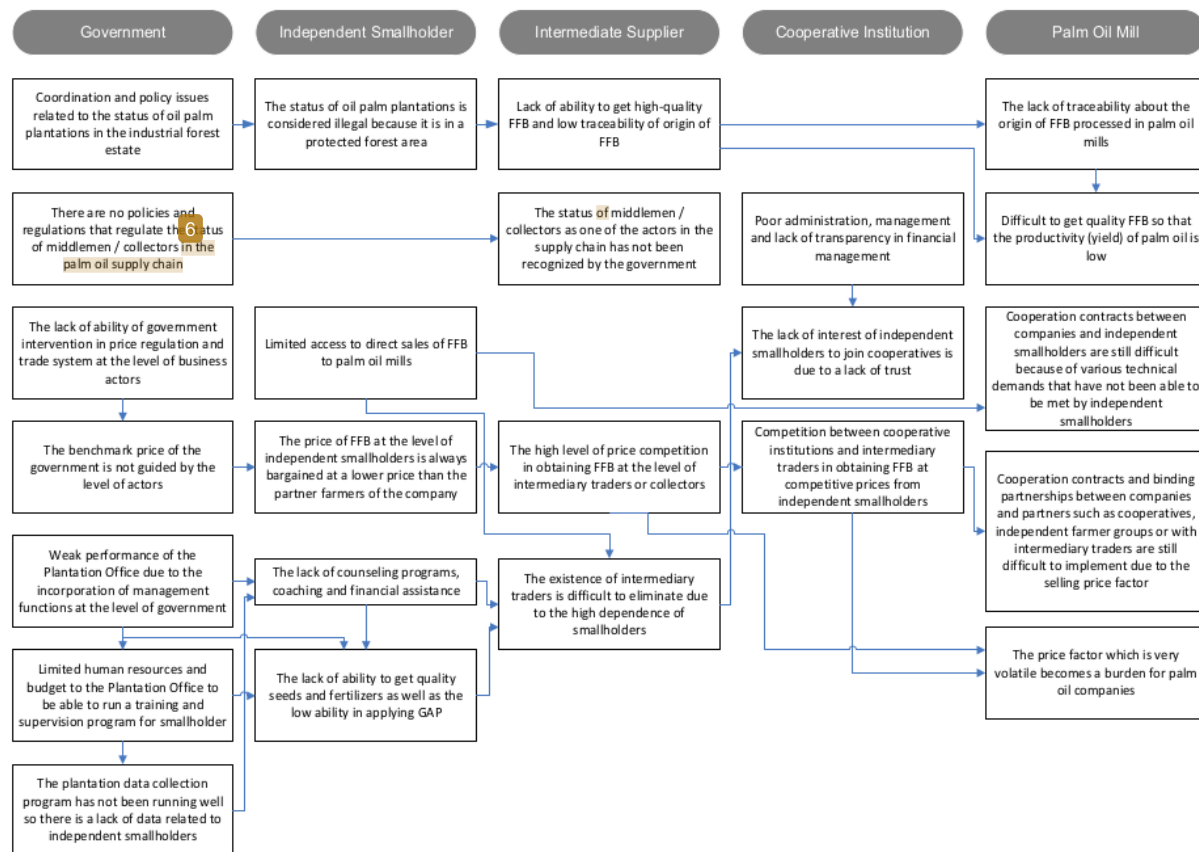 Government
Independent Smallholder
Intermediate Supplier
Cooperative Institution
Palm Oil Mill
Coordination and policy issues
related to the status of oil palm
plantations in the industrial forest
estate
The status of oil palm plantations is
considered illegal because it is in a
protected forest area
Lack of ability to get high-quality
FFB and low traceability of origin of
FFB
The lack of traceability about the
origin of FFB processed in palm oil
mills
There are no policies and
regulations that regulate the status
of middlemen / collectors in the
palm oil supply chain
6
The status of middlemen /
collectors as one of the actors in
the supply chain has not been
recognized by the government
Poor administration, management
and lack of transparency in financial
management
Difficult to get quality FFB so that
the productivity (yield) of palm oil is
low
The lack of ability of government
intervention in price regulation and
trade system at the level of business
actors
Limited access to direct sales of FFB
to palm oil mills
The lack of interest of independent
smallholders to join cooperatives is
due to a lack of trust
Cooperation contracts between
companies and independent
smallholders are still difficult
because of various technical
demands that have not been able to
be met by independent
smallholders
The benchmark price of the
government is not guided by the
level of actors
The price of FFB at the level of
independent smallholders is always
bargained at a lower price than the
partner farmers of the company
The high level of price competition
in obtaining FFB at the level of
intermediary traders or collectors
Competition between cooperative
institutions and intermediary
traders in obtaining FFB at
competitive prices from
independent smallholders
Cooperation contracts and binding
partnerships between companies
and partners such as cooperatives,
independent farmer groups or with
intermediary traders are still
difficult to implement due to the
selling price factor
Weak performance of the
Plantation Office due to the
incorporation of management
functions at the level of government
The lack of counseling programs,
coaching and financial assistance
The existence of intermediary
traders is difficult to eliminate due
to the high dependence of
smallholders
Limited human resources and
budget to the Plantation Office to
be able to run a training and
supervision program for smallholder
The lack of ability to get quality
seeds and fertilizers as well as the
low ability in applying GAP
The price factor which is very
volatile becomes a burden for palm
oil companies
The plantation data collection
program has not been running well
so there is a lack of data related to
independent smallholders